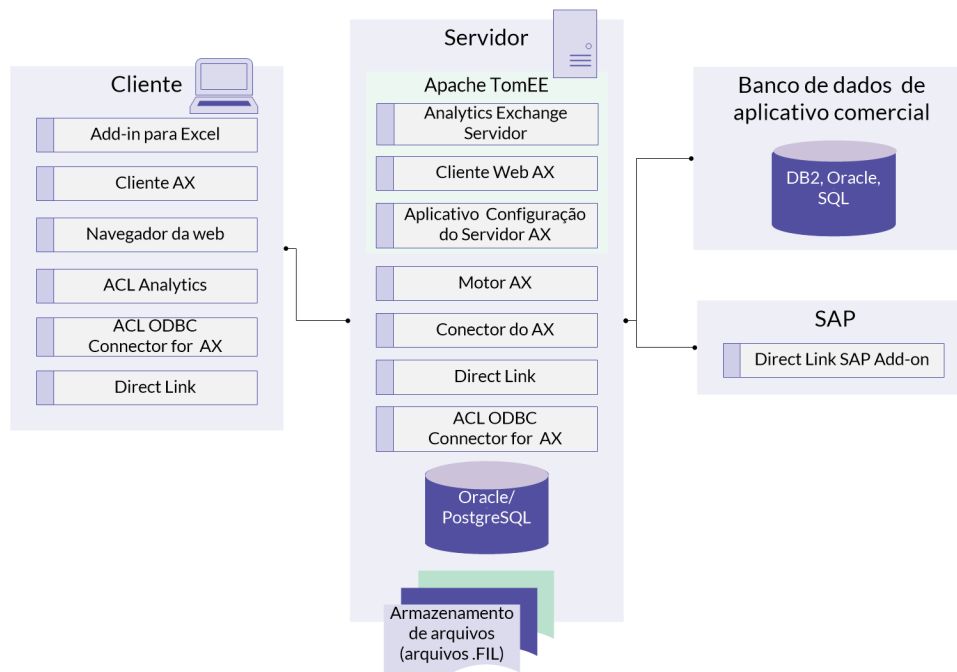 Cliente
Add-in para Excel
Cliente AX
Navegador da web
ACL Analytics
ACL ODBC
Connector for AX
Direct Link
Servidor
Apache TomEE
Analytics Exchange
Servidor
Cliente Web AX
Aplicativo Configuração
do Servidor AX
Motor AX
Conector do AX
Direct Link
ACL ODBC
Connector for AX
Oracle/
PostgreSQL
Armazenamento
de arquivos
(arquivos .FIL)
Banco de dados de
aplicativo comercial
DB2, Oracle,
SQL
SAP
Direct Link SAP Add-on